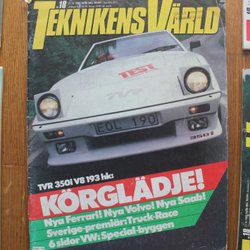 18
TEKNIKENS VÄRLD
TEST
EOL 190
350i
TVR 350i V8 193 hk:
KÖRGLÄDJE!
Nya Ferrari! Nya Volvo! Nya Saab!
Sverige-premiär: Truck-Race
6 sidor VW: Special-byggen